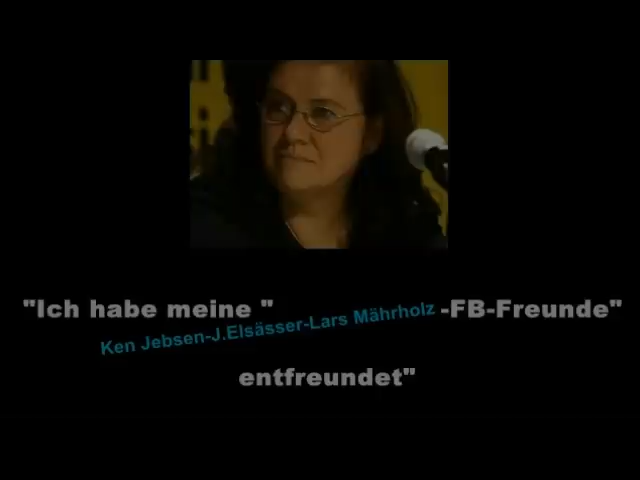 "Ich habe meine " -FB-Freunde"
Ken Jebsen-J.Elsässer-Lars Mährholz
entfreundet"